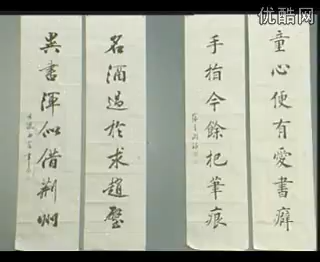 优酷网
童心便有愛書癖
手指今餘把筆痕
名酒過於求趙璧
異書渾似借荊州